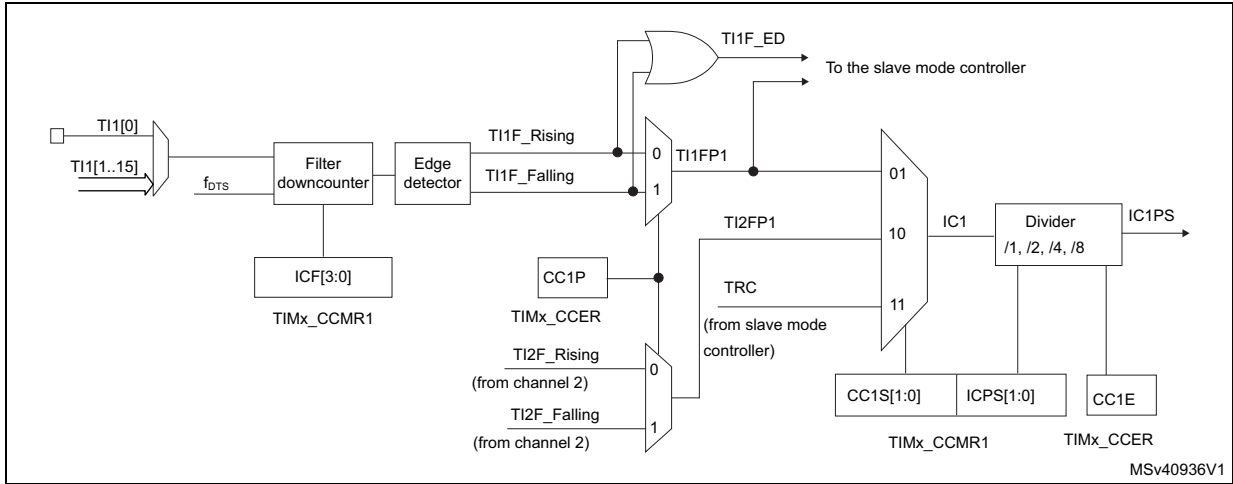 TI1F_ED
To the slave mode controller
TI1[0]
TI1[1..15]
fDTS
Filter
downcounter
Edge
detector
TI1F_Rising
TI1F_Falling
0
1
TI1FP1
01
TI2FP1
10
IC1
Divider
/1, /2, /4, /8
IC1PS
ICF[3:0]
TIMx_CCMR1
CC1P
TIMx_CCER
TRC
11
(from slave mode
controller)
TI2F_Rising
(from channel 2)
0
TI2F_Falling
(from channel 2)
1
CC1S[1:0]
ICPS[1:0]
CC1E
TIMx_CCMR1
TIMx_CCER
MSv40936V1